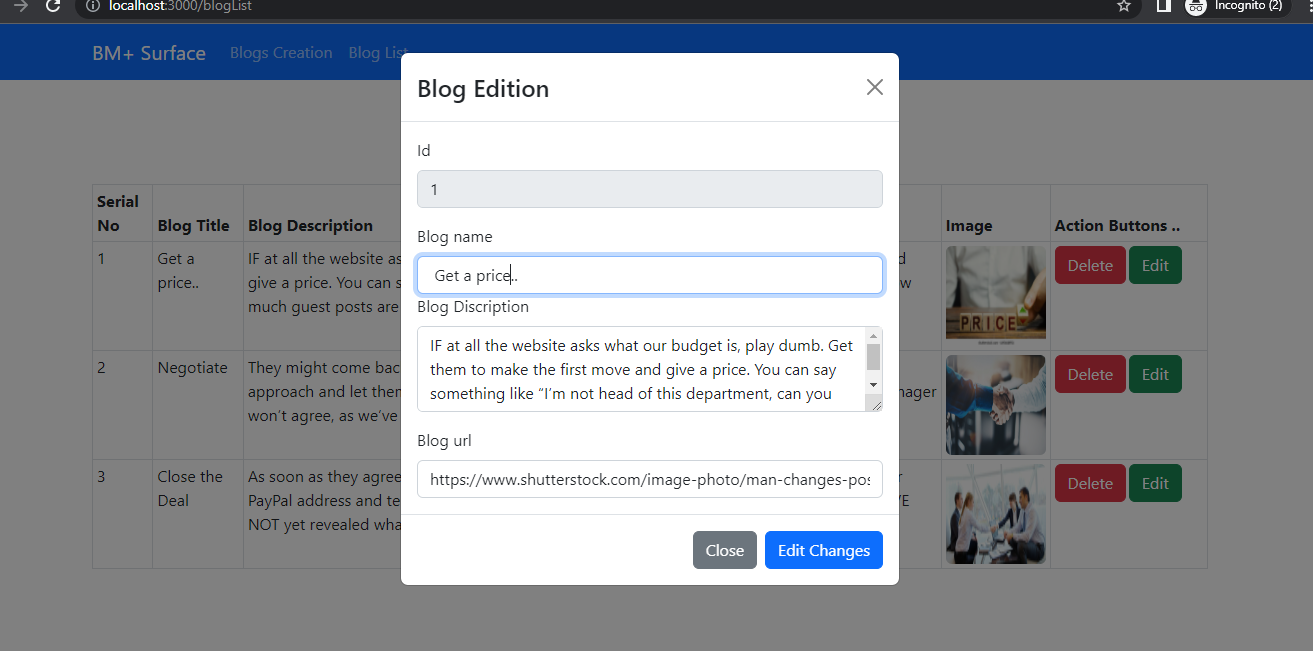 localhost:3000/blogList
Incognito (2)
BM+ Surface
Blogs Creation
Blog List
Blog Edition
Id
1
Blog name
Get a price..
Blog Discription
IF at all the website asks what our budget is, play dumb. Get
them to make the first move and give a price. You can say
something like “I’m not head of this department, can you
Blog url
https://www.shutterstock.com/image-photo/man-changes-pos
Close
Edit Changes
Serial
No
Blog Title
Blog Description
Image
Action Buttons ..
1
Get a
price..
IF at all the website as
give a price. You can s
much guest posts are
PRICE
Delete
Edit
2
Negotiate
They might come bac
approach and let them
nager
won’t agree, as we’ve
Delete
Edit
3
Close the
Deal
As soon as they agree
PayPal address and te
NOT yet revealed wha
Delete
Edit